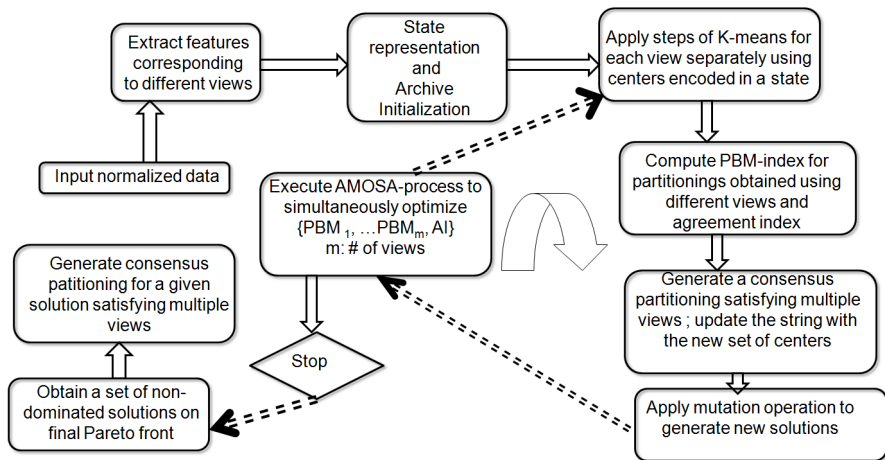 Input normalized data
Extract features
corresponding
to different views
State
representation
and
Archive
Initialization
Apply steps of K-means for
each view separately using
centers encoded in a state
Compute PBM-index for
partitionings obtained using
different views and
agreement index
Generate a consensus
partitioning satisfying multiple
views ; update the string with
the new set of centers
Apply mutation operation to
generate new solutions
Execute AMOSA-process to
simultaneously optimize
{PBM 1, ...PBMm, AI}
m: # of views
Stop
Obtain a set of non-
dominated solutions on
final Pareto front
Generate consensus
patitioning for a given
solution satisfying multiple
views